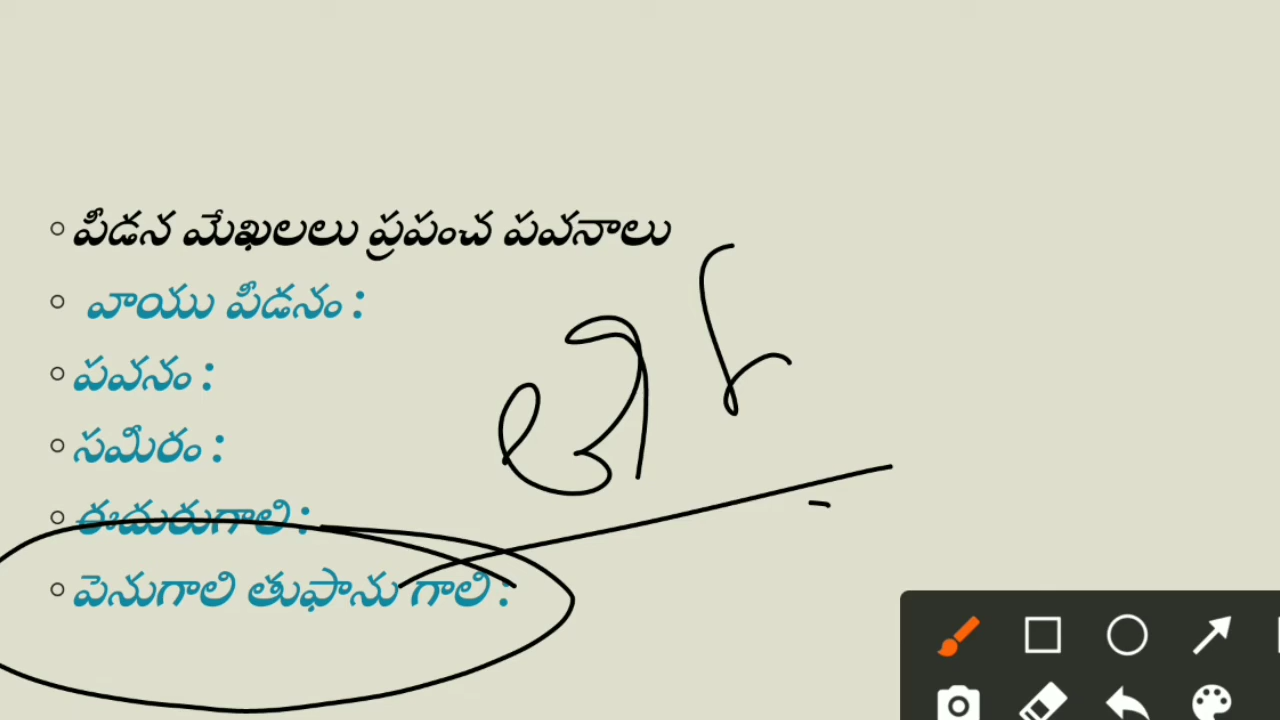 పీడన మేఖలలు ప్రపంచ పవనాలు
వాయు పీడనం :
పవనం :
సమీరం :
ఈదురుగాలి :
పెనుగాలి తుఫాను గాలి :